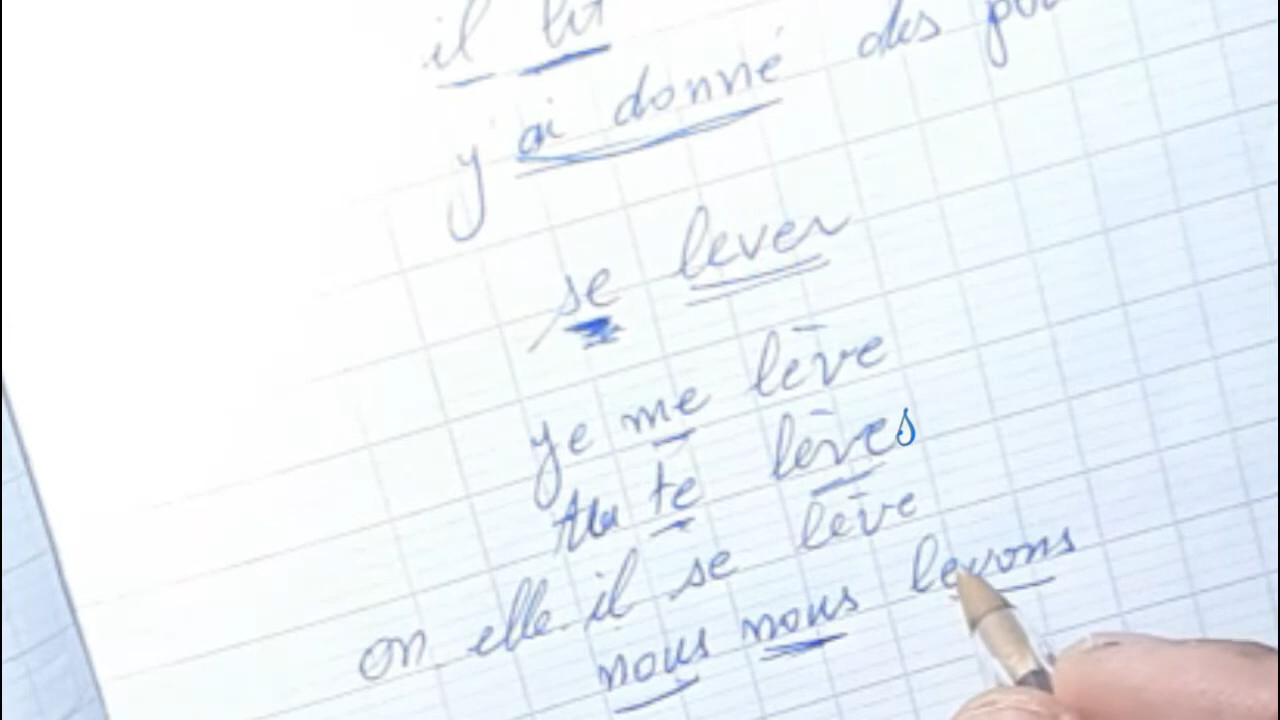 il lit
j'ai donné des
se lever
je me lève
tu te lèves
on elle il se lève
nous nous levons